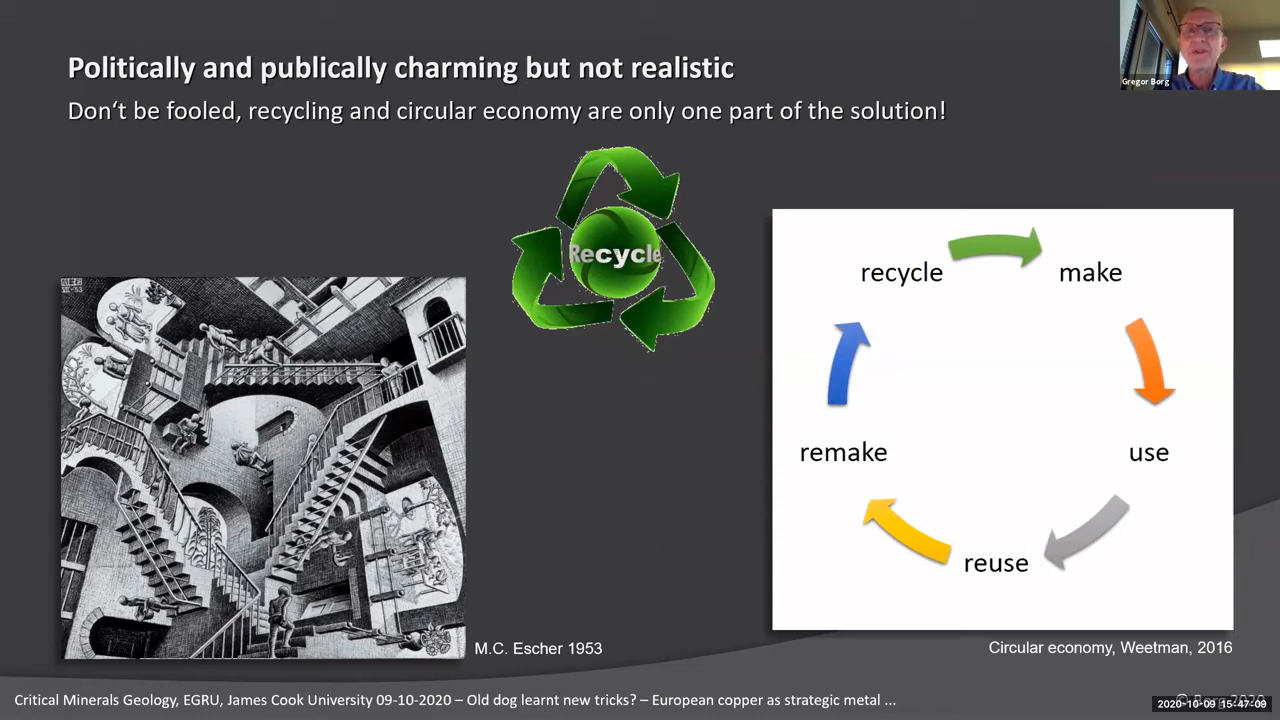 Politically and publically charming but not realistic
Don‘t be fooled, recycling and circular economy are only one part of the solution!
Gregor Borg
Recycle
recycle
make
remake
use
reuse
M.C. Escher 1953
Circular economy, Weetman, 2016
Critical Minerals Geology, EGRU, James Cook University 09-10-2020 – Old dog learnt new tricks? – European copper as strategic metal ...
© Borg 2020
2020-10-09 15:47:09